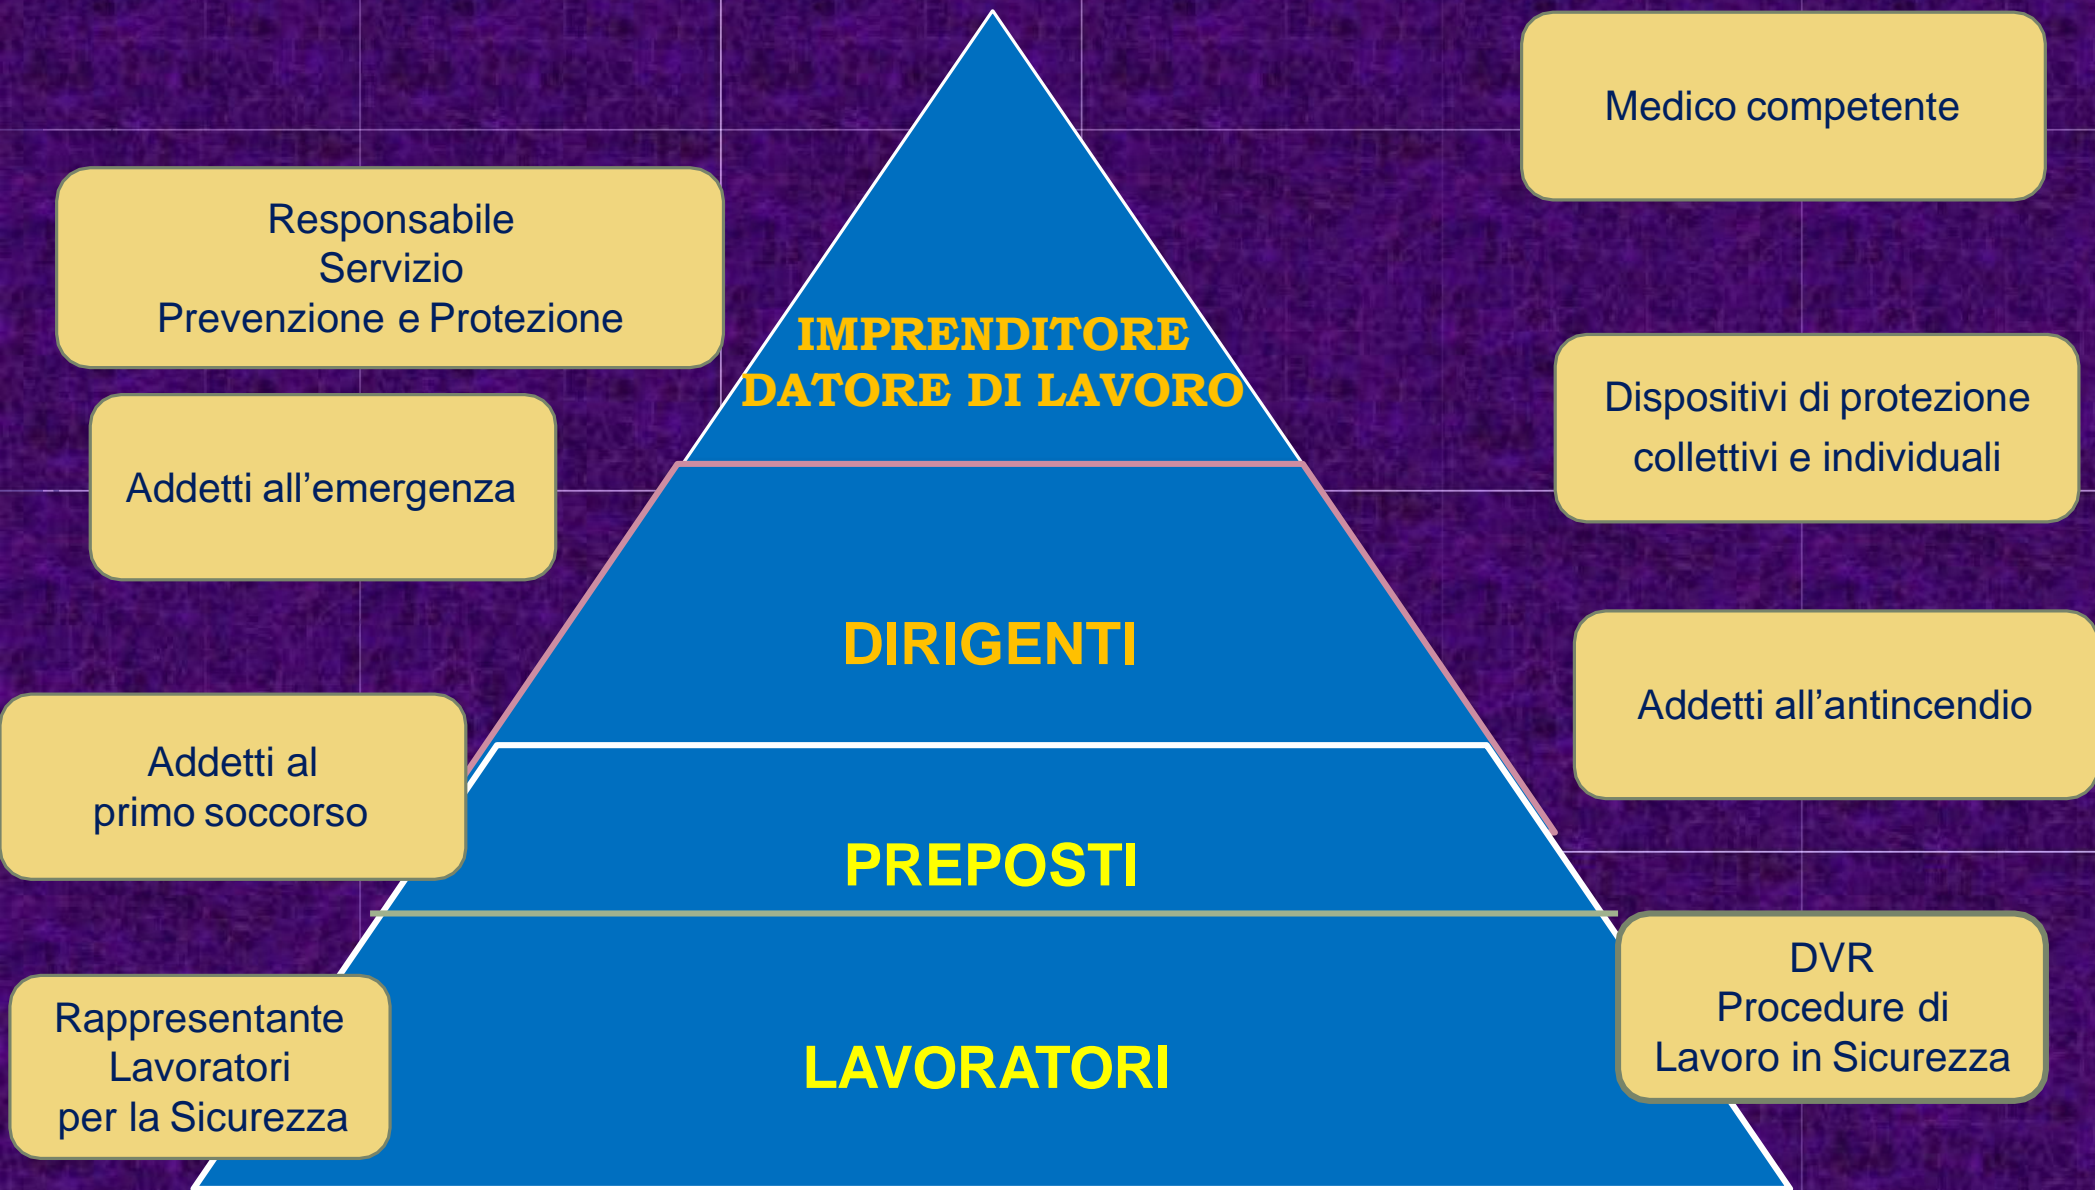 Medico competente
Responsabile
Servizio
Prevenzione e Protezione
IMPRENDITORE
DATORE DI LAVORO
Dispositivi di protezione
collettivi e individuali
Addetti all’emergenza
DIRIGENTI
Addetti all’antincendio
Addetti al
primo soccorso
PREPOSTI
DVR
Procedure di
Lavoro in Sicurezza
Rappresentante
Lavoratori
per la Sicurezza
LAVORATORI